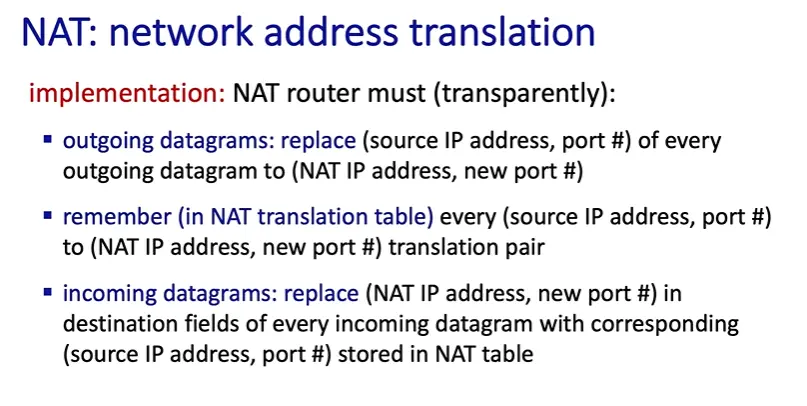 NAT: network address translation
implementation: NAT router must (transparently):
▪ outgoing datagrams: replace (source IP address, port #) of every
outgoing datagram to (NAT IP address, new port #)
▪ remember (in NAT translation table) every (source IP address, port #)
to (NAT IP address, new port #) translation pair
▪ incoming datagrams: replace (NAT IP address, new port #) in
destination fields of every incoming datagram with corresponding
(source IP address, port #) stored in NAT table